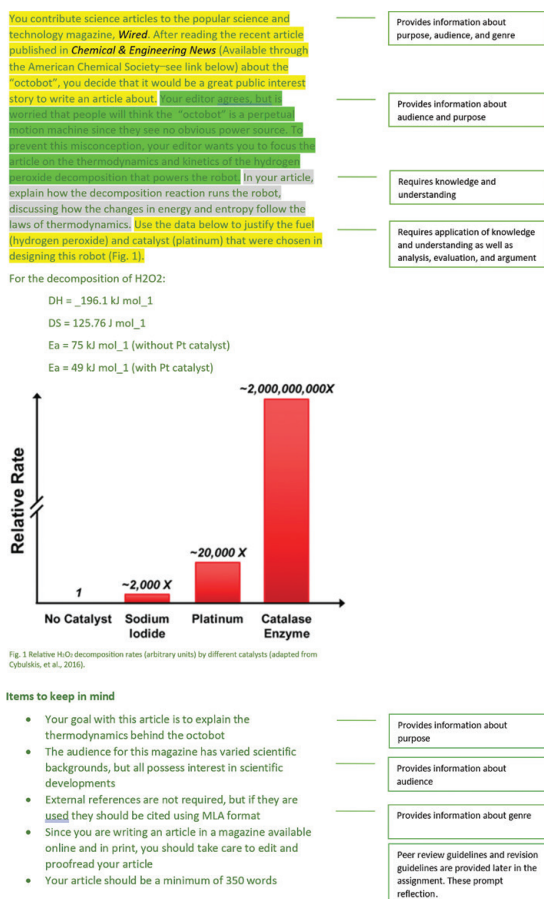 You contribute science articles to the popular science and
technology magazine, Wired. After reading the recent article
published in Chemical & Engineering News (Available through
the American Chemical Society–see link below) about the
"octobot", you decide that it would be a great public interest
story to write an article about. Your editor agrees, but is
worried that people will think the "octobot" is a perpetual
motion machine since they see no obvious power source. To
prevent this misconception, your editor wants you to focus the
article on the thermodynamics and kinetics of the hydrogen
peroxide decomposition that powers the robot. In your article,
explain how the decomposition reaction runs the robot,
discussing how the changes in energy and entropy follow the
laws of thermodynamics. Use the data below to justify the fuel
(hydrogen peroxide) and catalyst (platinum) that were chosen in
designing this robot (Fig. 1).
Provides information about
purpose, audience, and genre
Provides information about
audience and purpose
Requires knowledge and
understanding
Requires application of knowledge
and understanding as well as
analysis, evaluation, and argument
For the decomposition of H2O2:
DH = _196.1 kJ mol_1
DS = 125.76 J mol_1
Ea = 75 kJ mol_1 (without Pt catalyst)
Ea = 49 kJ mol_1 (with Pt catalyst)
Relative Rate
1
~2,000 X
~20,000 X
~2,000,000,000X
No Catalyst
Sodium
Iodide
Platinum
Catalase
Enzyme
Fig. 1 Relative H₂O₂ decomposition rates (arbitrary units) by different catalysts (adapted from
Cybulskis, et al., 2016).
Items to keep in mind
• Your goal with this article is to explain the
thermodynamics behind the octobot
• The audience for this magazine has varied scientific
backgrounds, but all possess interest in scientific
developments
• External references are not required, but if they are
used they should be cited using MLA format
• Since you are writing an article in a magazine available
online and in print, you should take care to edit and
proofread your article
• Your article should be a minimum of 350 words
Provides information about
purpose
Provides information about
audience
Provides information about genre
Peer review guidelines and revision
guidelines are provided later in the
assignment. These prompt
reflection.